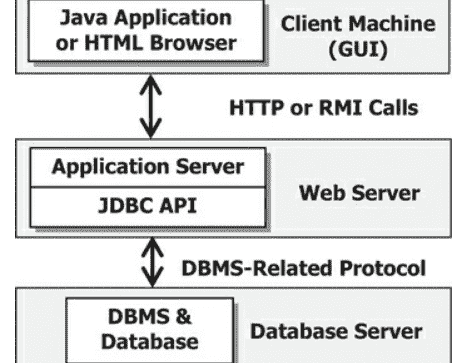 Java Application
or HTML Browser
Client Machine
(GUI)
HTTP or RMI Calls
Application Server
JDBC API
Web Server
DBMS-Related Protocol
DBMS &
Database
Database Server